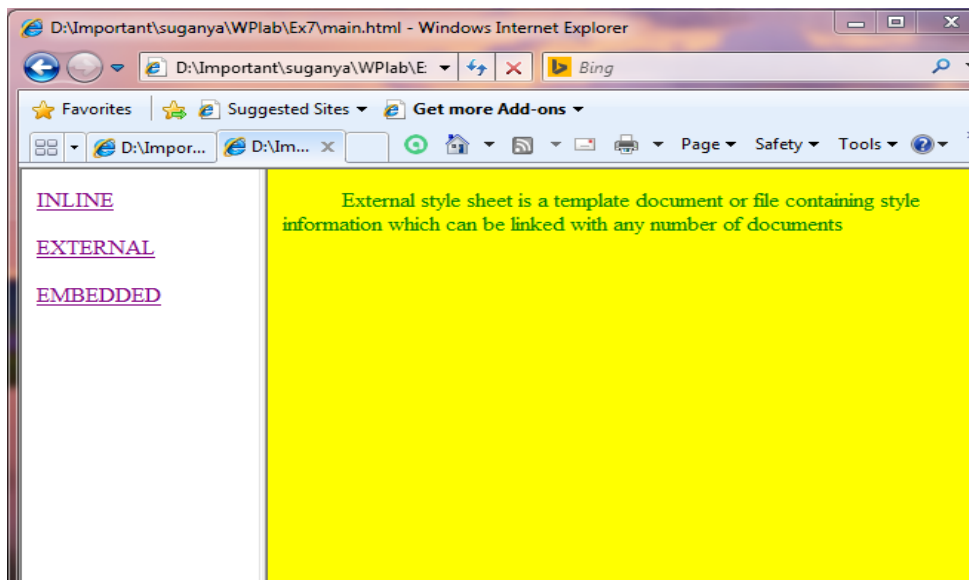 D:\Important\suganya\WPlab\Ex7\main.html - Windows Internet Explorer
D:\Important\suganya\WPlab\E: Bing
Favorites Suggested Sites Get more Add-ons
D:\Impor... D:\Im... Page Safety Tools
INLINE
EXTERNAL
EMBEDDED
External style sheet is a template document or file containing style
information which can be linked with any number of documents